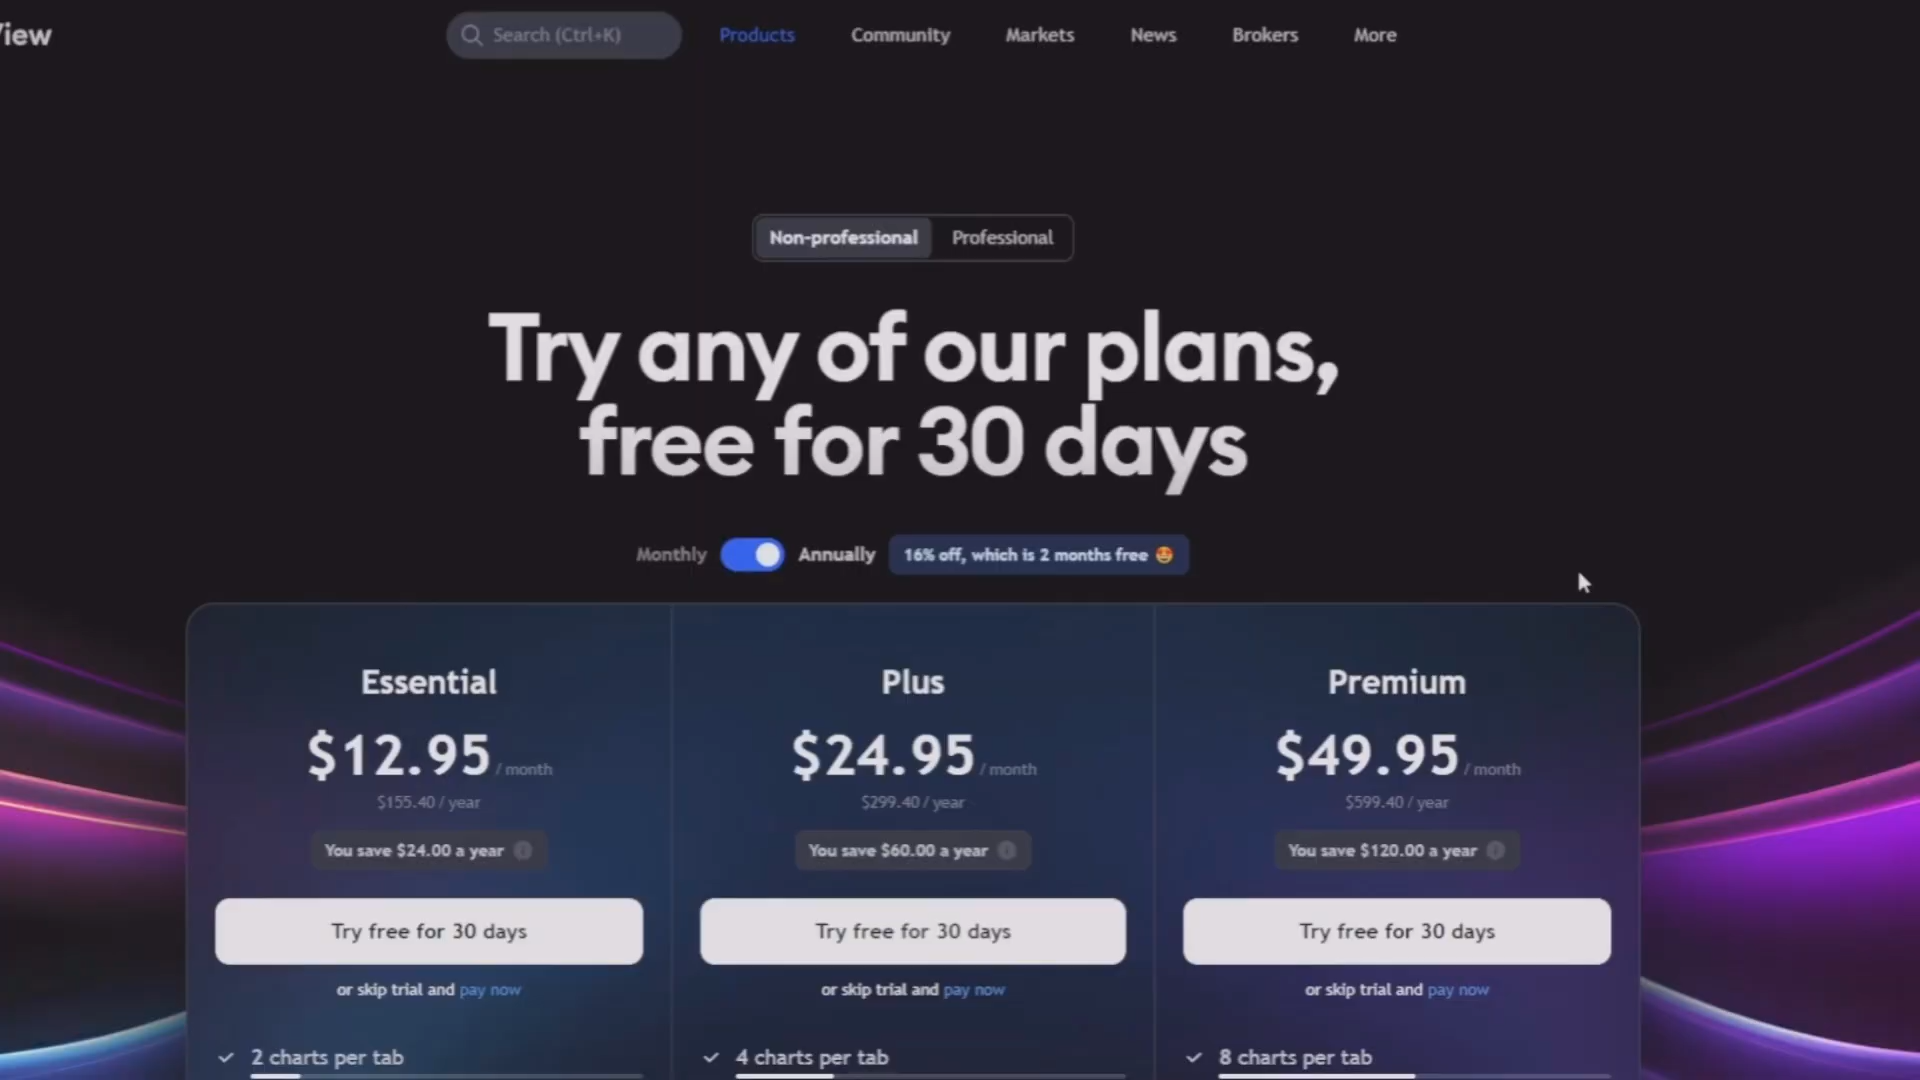 View
Search (Ctrl+K)
Products
Community
Markets
News
Brokers
More
Non-professional
Professional
Try any of our plans,
free for 30 days
Monthly
Annually
16% off, which is 2 months free 🤩
Essential
$12.95 / month
$155.40 / year
You save $24.00 a year
Try free for 30 days
or skip trial and pay now
2 charts per tab
Plus
$24.95 / month
$299.40 / year
You save $60.00 a year
Try free for 30 days
or skip trial and pay now
4 charts per tab
Premium
$49.95 / month
$599.40 / year
You save $120.00 a year
Try free for 30 days
or skip trial and pay now
8 charts per tab